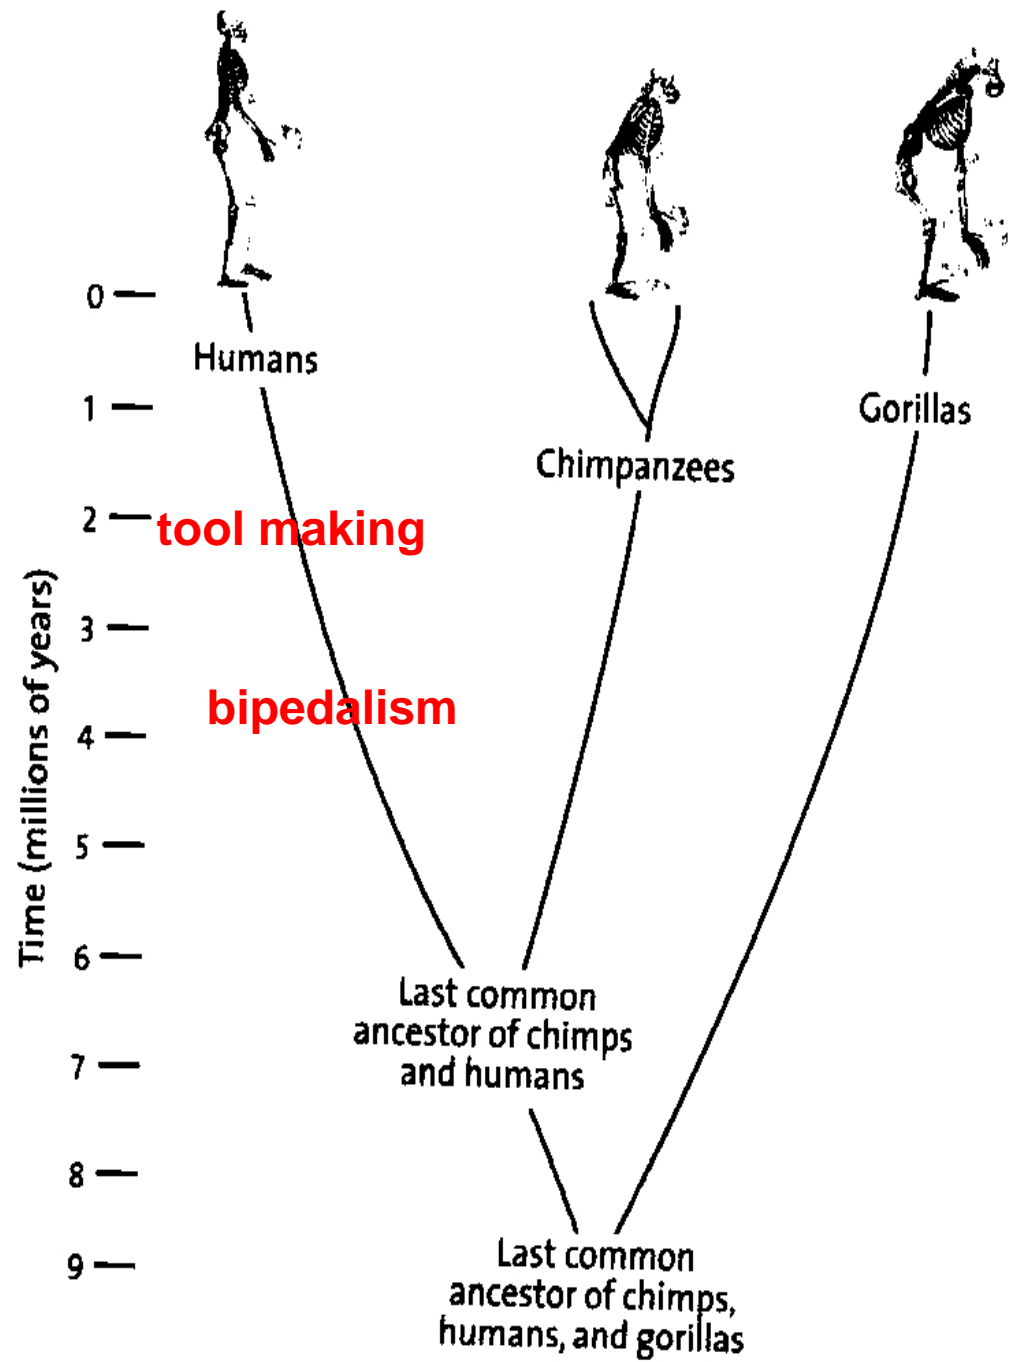 0
Humans
1
Gorillas
Chimpanzees
2
tool making
3
bipedalism
4
5
6
Time (millions of years)
Last common
ancestor of chimps
and humans
7
8
9
Last common
ancestor of chimps,
humans, and gorillas